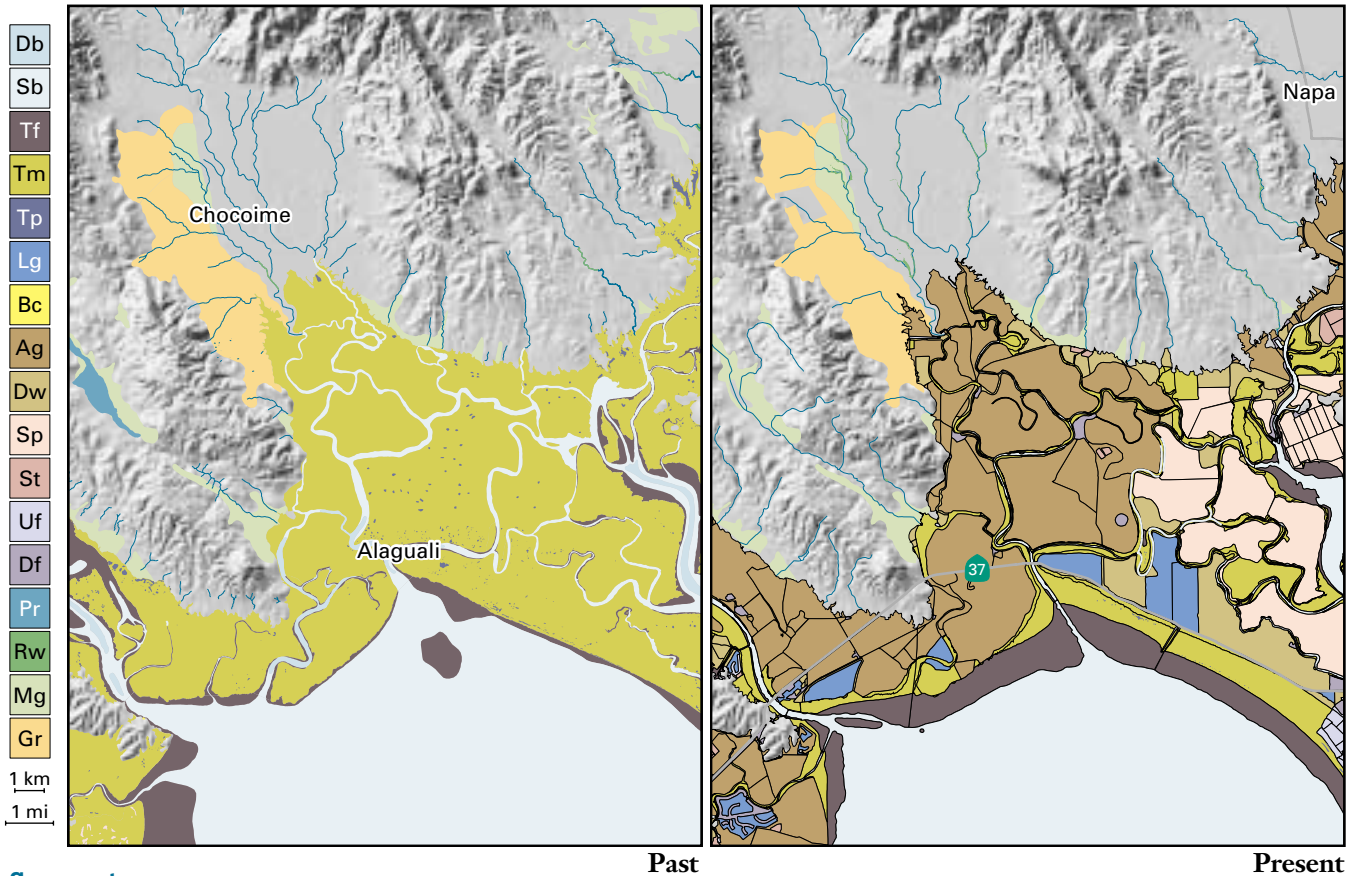 Db
Sb
Tf
Tm
Tp
Lg
Bc
Ag
Dw
Sp
St
Uf
Df
Pr
Rw
Mg
Gr
1 km
1 mi
Chocoime
Alaguali
Past
Napa
37
Present